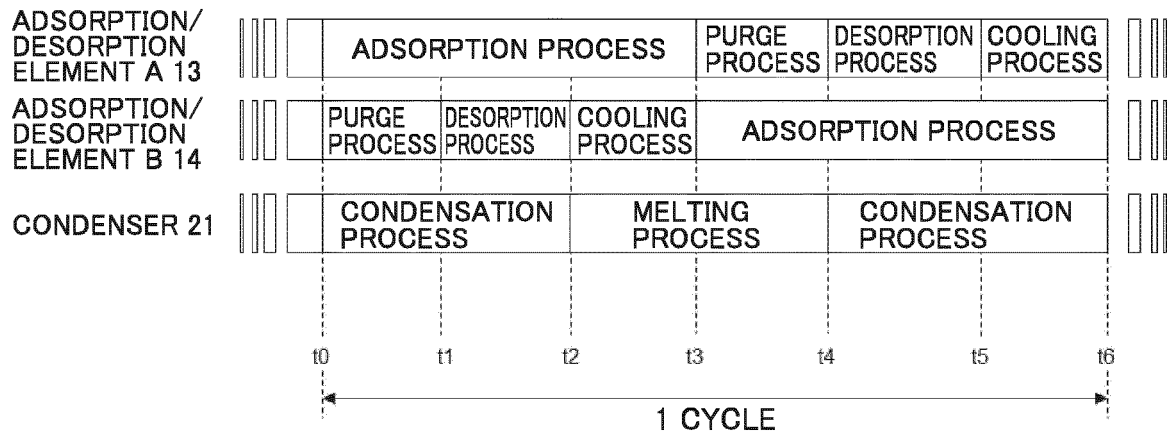 ADSORPTION/
DESORPTION
ELEMENT A 13
ADSORPTION PROCESS
PURGE
PROCESS
DESORPTION
PROCESS
COOLING
PROCESS
ADSORPTION/
DESORPTION
ELEMENT B 14
PURGE
PROCESS
DESORPTION
PROCESS
COOLING
PROCESS
ADSORPTION PROCESS
CONDENSER 21
CONDENSATION
PROCESS
MELTING
PROCESS
CONDENSATION
PROCESS
t0 t1 t2 t3 t4 t5 t6
1 CYCLE